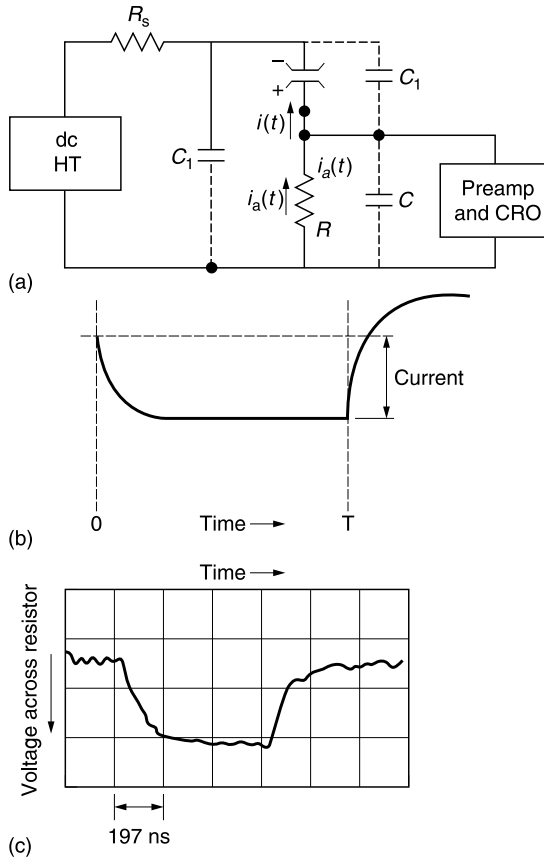 Rs
dc
HT
C1
−
+
i(t)
C1
ia(t)
ia(t)
R
C
Preamp
and CRO
(a)
Current
0
Time
T
(b)
Time
Voltage across resistor
197 ns
(c)